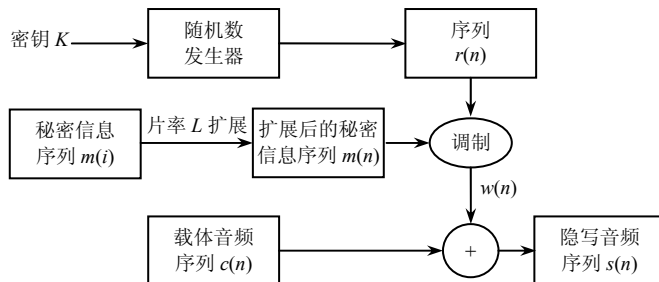 密钥 K
随机数
发生器
序列
r(n)
秘密信息
序列 m(i)
片率 L 扩展
扩展后的秘密
信息序列 m(n)
调制
w(n)
载体音频
序列 c(n)
+
隐写音频
序列 s(n)